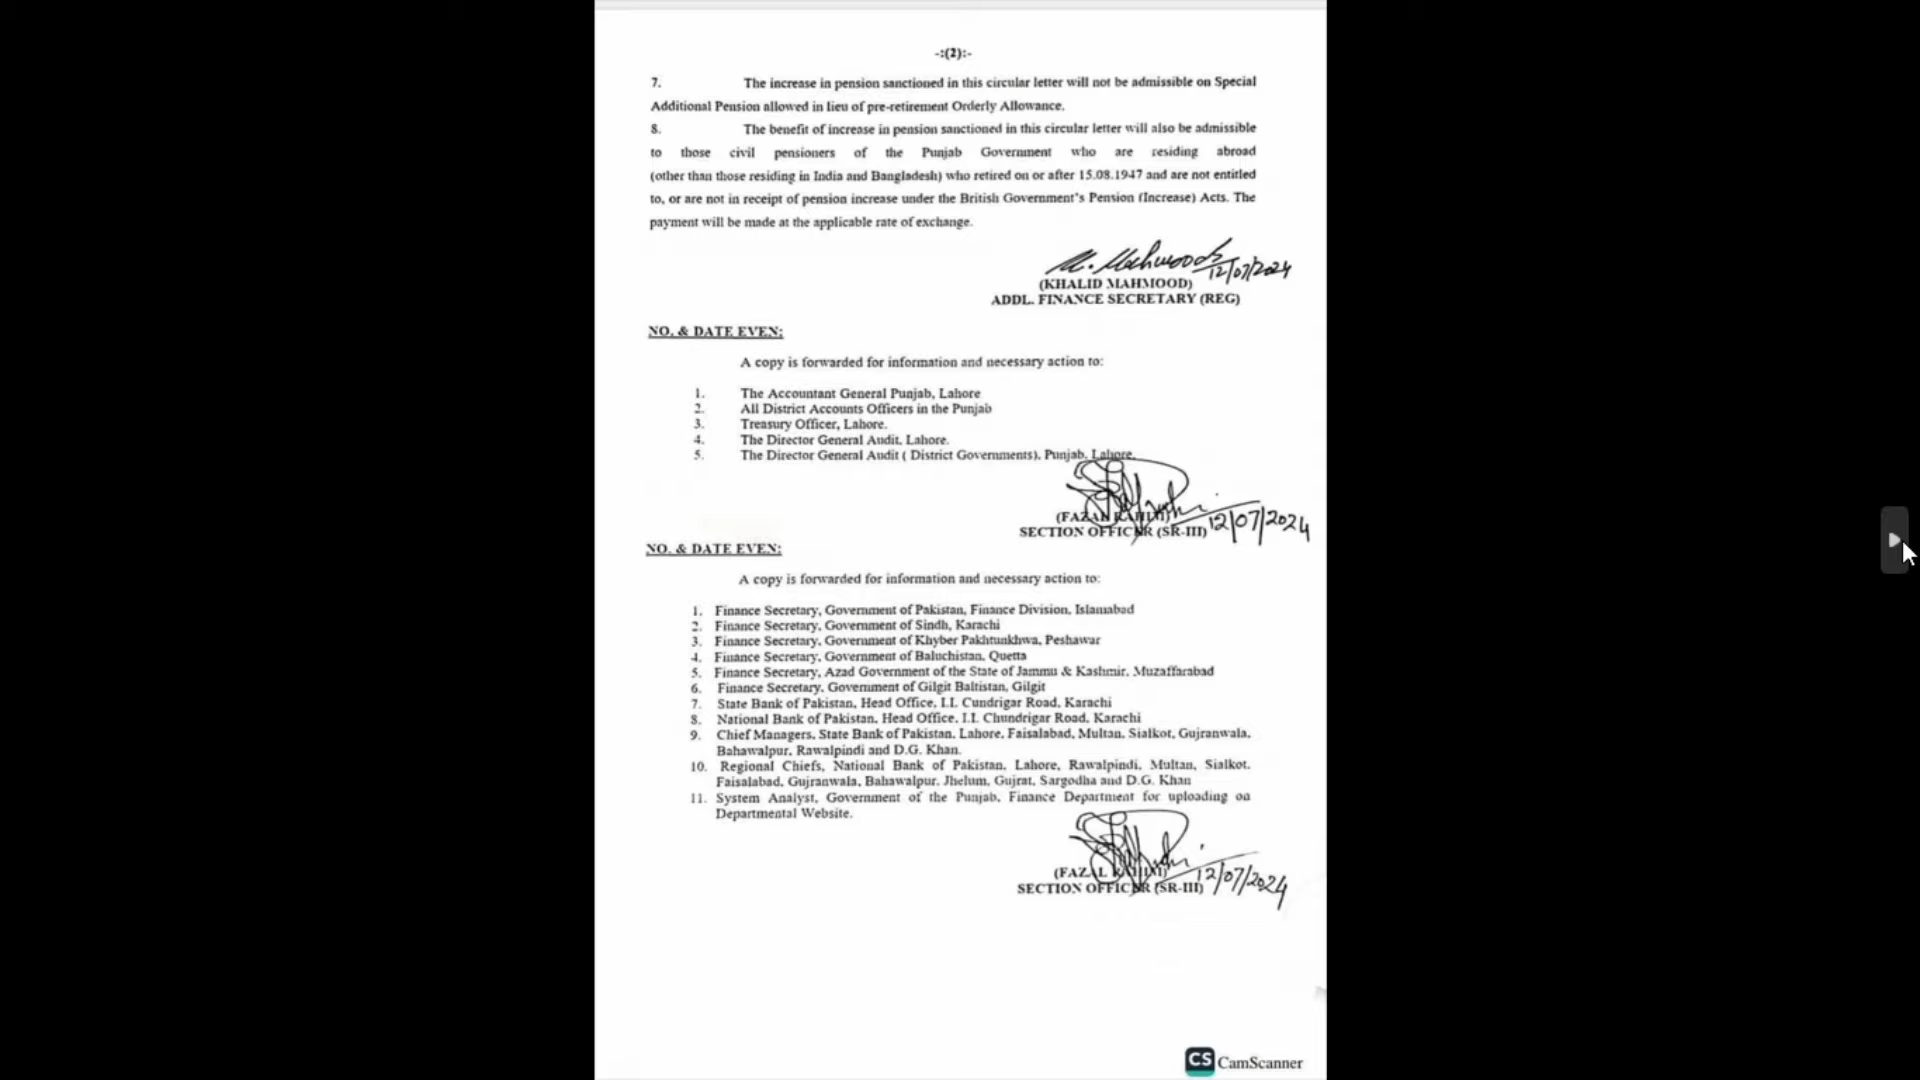 -:(2):-
7. The increase in pension sanctioned in this circular letter will not be admissible on Special
Additional Pension allowed in lieu of pre-retirement Orderly Allowance.
8. The benefit of increase in pension sanctioned in this circular letter will also be admissible
to those civil pensioners of the Punjab Government who are residing abroad
(other than those residing in India and Bangladesh) who retired on or after 15.08.1947 and are not entitled
to, or are not in receipt of pension increase under the British Government's Pension (Increase) Acts. The
payment will be made at the applicable rate of exchange.
12/07/2024
(KHALID MAHMOOD)
ADDL. FINANCE SECRETARY (REG)
NO. & DATE EVEN:
A copy is forwarded for information and necessary action to:
1. The Accountant General Punjab, Lahore
2. All District Accounts Officers in the Punjab
3. Treasury Officer, Lahore.
4. The Director General Audit, Lahore.
5. The Director General Audit ( District Governments), Punjab, Lahore.
(FAZAL RAHIM)
SECTION OFFICER (SR-III) 12/07/2024
NO. & DATE EVEN:
A copy is forwarded for information and necessary action to:
1. Finance Secretary, Government of Pakistan, Finance Division, Islamabad
2. Finance Secretary, Government of Sindh, Karachi
3. Finance Secretary, Government of Khyber Pakhtunkhwa, Peshawar
4. Finance Secretary, Government of Baluchistan, Quetta
5. Finance Secretary, Azad Government of the State of Jammu & Kashmir, Muzaffarabad
6. Finance Secretary, Government of Gilgit Baltistan, Gilgit
7. State Bank of Pakistan, Head Office, I.I. Cundrigar Road, Karachi
8. National Bank of Pakistan, Head Office, I.I. Chundrigar Road, Karachi
9. Chief Managers, State Bank of Pakistan, Lahore, Faisalabad, Multan, Sialkot, Gujranwala,
Bahawalpur, Rawalpindi and D.G. Khan.
10. Regional Chiefs, National Bank of Pakistan, Lahore, Rawalpindi, Multan, Sialkot,
Faisalabad, Gujranwala, Bahawalpur, Jhelum, Gujrat, Sargodha and D.G. Khan
11. System Analyst, Government of the Punjab, Finance Department for uploading on
Departmental Website.
(FAZAL RAHIM) 12/07/2024
SECTION OFFICER (SR-III)
CS CamScanner